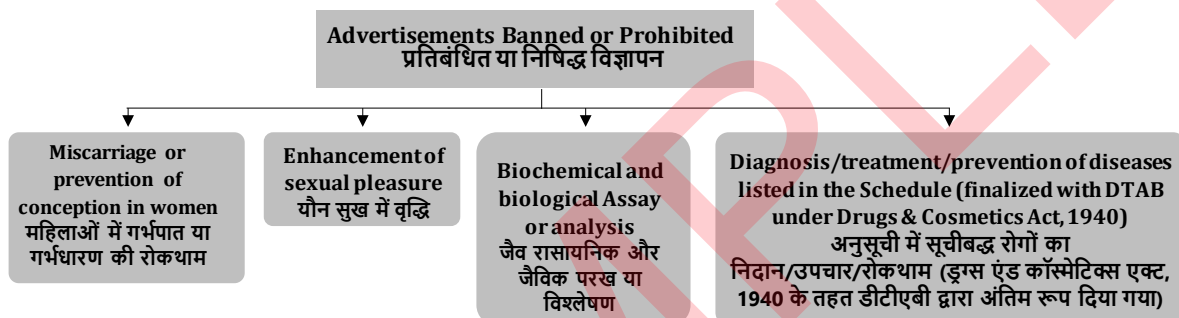 Advertisements Banned or Prohibited
प्रतिबंधित या निषिद्ध विज्ञापन
Miscarriage or
prevention of
conception in women
महिलाओं में गर्भपात या
गर्भधारण की रोकथाम
Enhancement of
sexual pleasure
यौन सुख में वृद्धि
Biochemical and
biological Assay
or analysis
जैव रासायनिक और
जैविक परख या
विश्लेषण
Diagnosis/treatment/prevention of diseases
listed in the Schedule (finalized with DTAB
under Drugs & Cosmetics Act, 1940)
अनुसूची में सूचीबद्ध रोगों का
निदान/उपचार/रोकथाम (ड्रग्स एंड कॉस्मेटिक्स एक्ट,
1940 के तहत डीटीएबी द्वारा अंतिम रूप दिया गया)